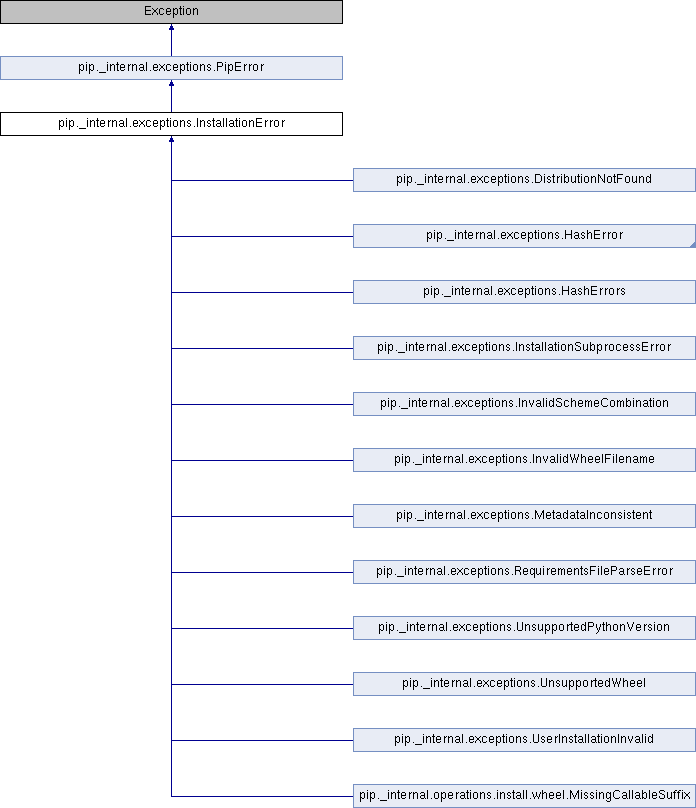 Exception
pip._internal.exceptions.PipError
pip._internal.exceptions.InstallationError
pip._internal.exceptions.DistributionNotFound
pip._internal.exceptions.HashError
pip._internal.exceptions.HashErrors
pip._internal.exceptions.InstallationSubprocessError
pip._internal.exceptions.InvalidSchemeCombination
pip._internal.exceptions.InvalidWheelFilename
pip._internal.exceptions.MetadataInconsistent
pip._internal.exceptions.RequirementsFileParseError
pip._internal.exceptions.UnsupportedPythonVersion
pip._internal.exceptions.UnsupportedWheel
pip._internal.exceptions.UserInstallationInvalid
pip._internal.operations.install.wheel.MissingCallableSuffix